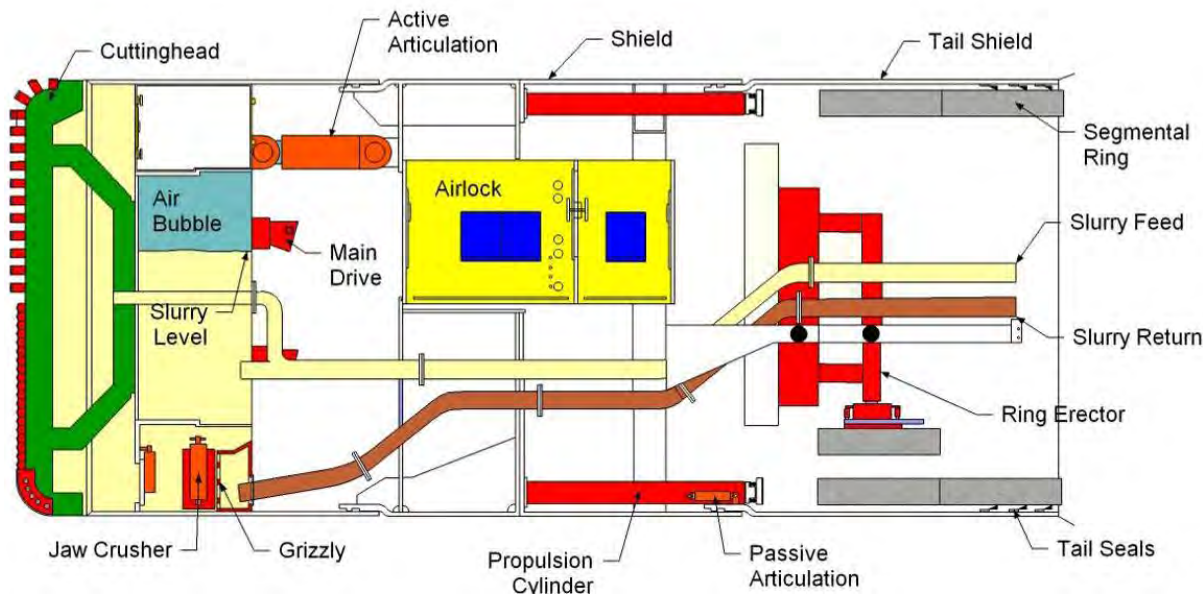 Cuttinghead
Active
Articulation
Shield
Tail Shield
Segmental
Ring
Airlock
Air
Bubble
Main
Drive
Slurry
Level
Slurry Feed
Slurry Return
Ring Erector
Jaw Crusher
Grizzly
Propulsion
Cylinder
Passive
Articulation
Tail Seals